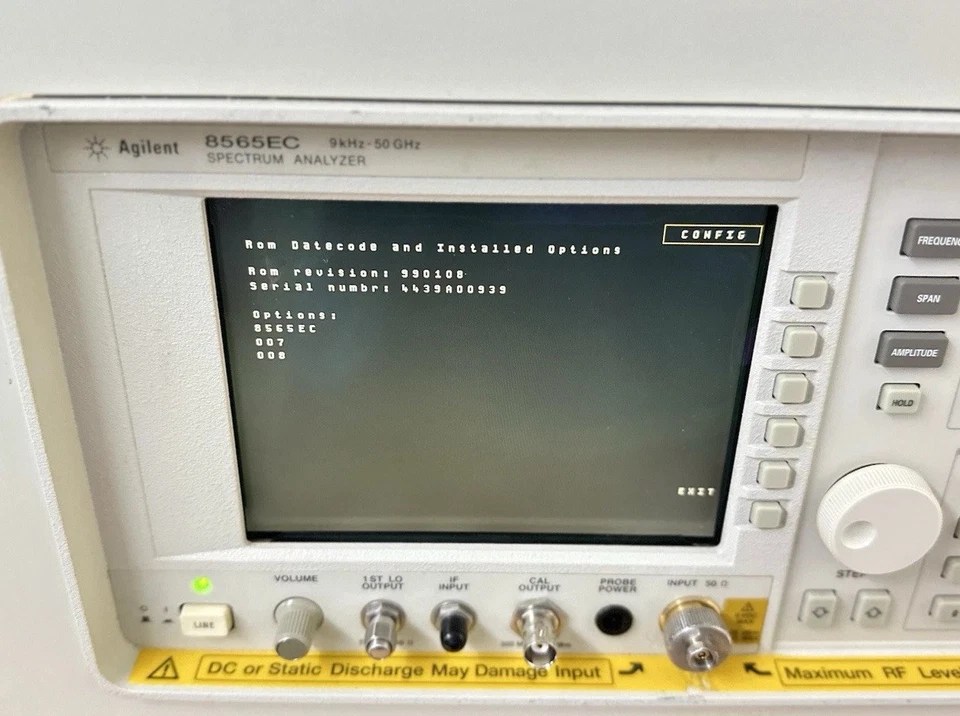 Agilent 8565EC 9 kHz - 50 GHz
SPECTRUM ANALYZER
CONFIG
Rom Datecode and Installed Options
Rom revision: 990108
Serial numbr: 4439A00939
Options:
8565EC
007
008
EXIT
FREQUENC
SPAN
AMPLITUDE
HOLD
STEP
LINE
VOLUME
1ST LO
OUTPUT
IF
INPUT
CAL
OUTPUT
PROBE
POWER
INPUT 50 Ω
DC or Static Discharge May Damage Input
Maximum RF Leve